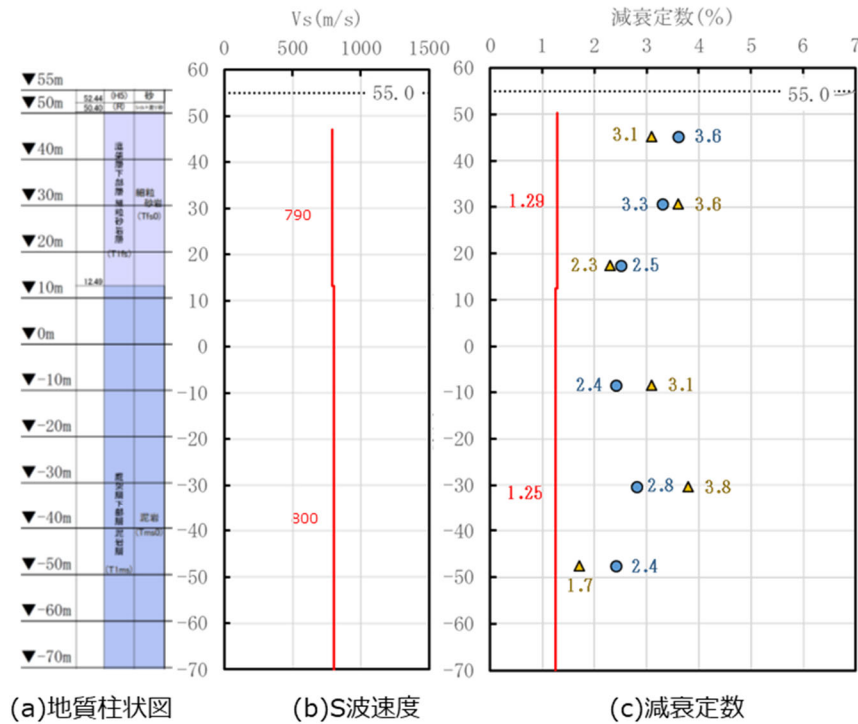 Vs(m/s)
0 500 1000 1500
減衰定数(%)
0 1 2 3 4 5 6 7
▼55m
▼50m
▼40m
▼30m
▼20m
▼10m
▼0m
▼-10m
▼-20m
▼-30m
▼-40m
▼-50m
▼-60m
▼-70m
52.44
50.40
12.49
(H5)
砂
(R)
細粒
砂岩
(Tfs0)
(T1fs)
泥岩
(Tms0)
(T1ms)
60
50
40
30
20
10
0
-10
-20
-30
-40
-50
-60
-70
55.0
790
800
60
50
40
30
20
10
0
-10
-20
-30
-40
-50
-60
-70
55.0
3.1 3.6
1.29
3.3 3.6
2.3 2.5
2.4 3.1
1.25
2.8 3.8
2.4
1.7
(a)地質柱状図
(b)S波速度
(c)減衰定数